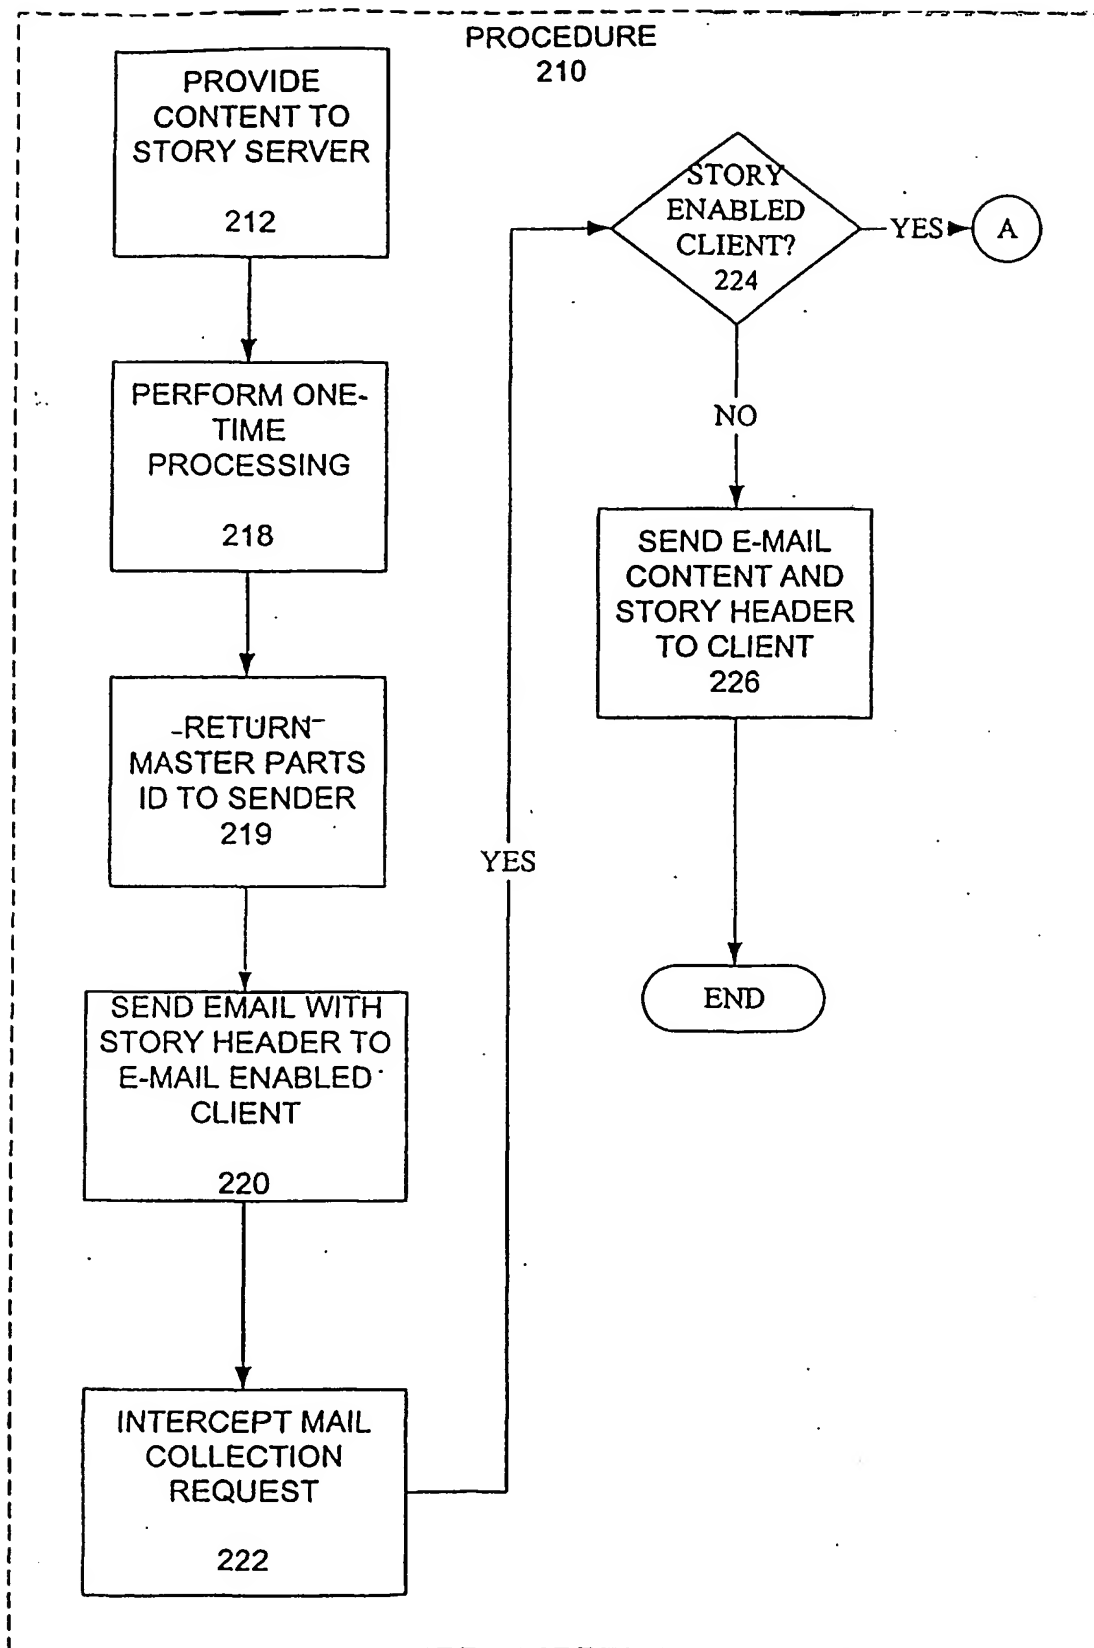 PROCEDURE
210
PROVIDE
CONTENT TO
STORY SERVER
212
PERFORM ONE-
TIME
PROCESSING
218
RETURN
MASTER PARTS
ID TO SENDER
219
SEND EMAIL WITH
STORY HEADER TO
E-MAIL ENABLED
CLIENT
220
INTERCEPT MAIL
COLLECTION
REQUEST
222
YES
STORY
ENABLED
CLIENT?
224
YES
A
NO
SEND E-MAIL
CONTENT AND
STORY HEADER
TO CLIENT
226
END